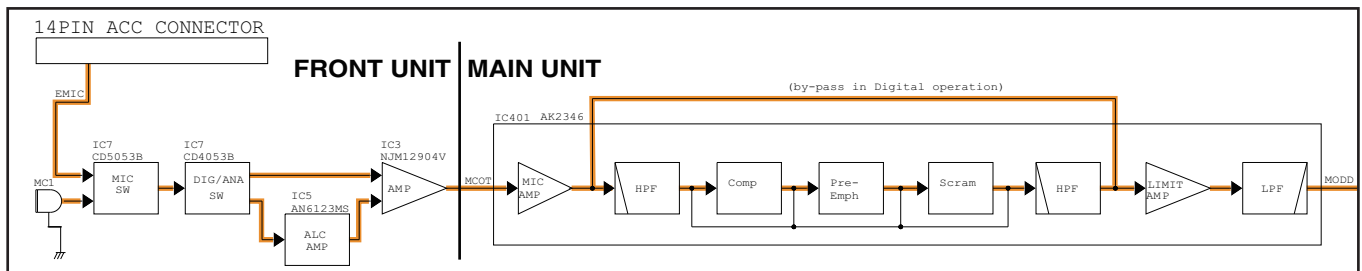 14PIN ACC CONNECTOR
FRONT UNIT
MAIN UNIT
(by-pass in Digital operation)
EMIC
IC401 AK2346
IC7
CD5053B
IC7
CD4053B
IC3
NJM12904V
MC1
MIC
SW
DIG/ANA
SW
AMP
MCOT
MIC
AMP
HPF
Comp
Pre-
Emph
Scram
HPF
LIMIT
AMP
LPF
MODD
IC5
AN6123MS
ALC
AMP